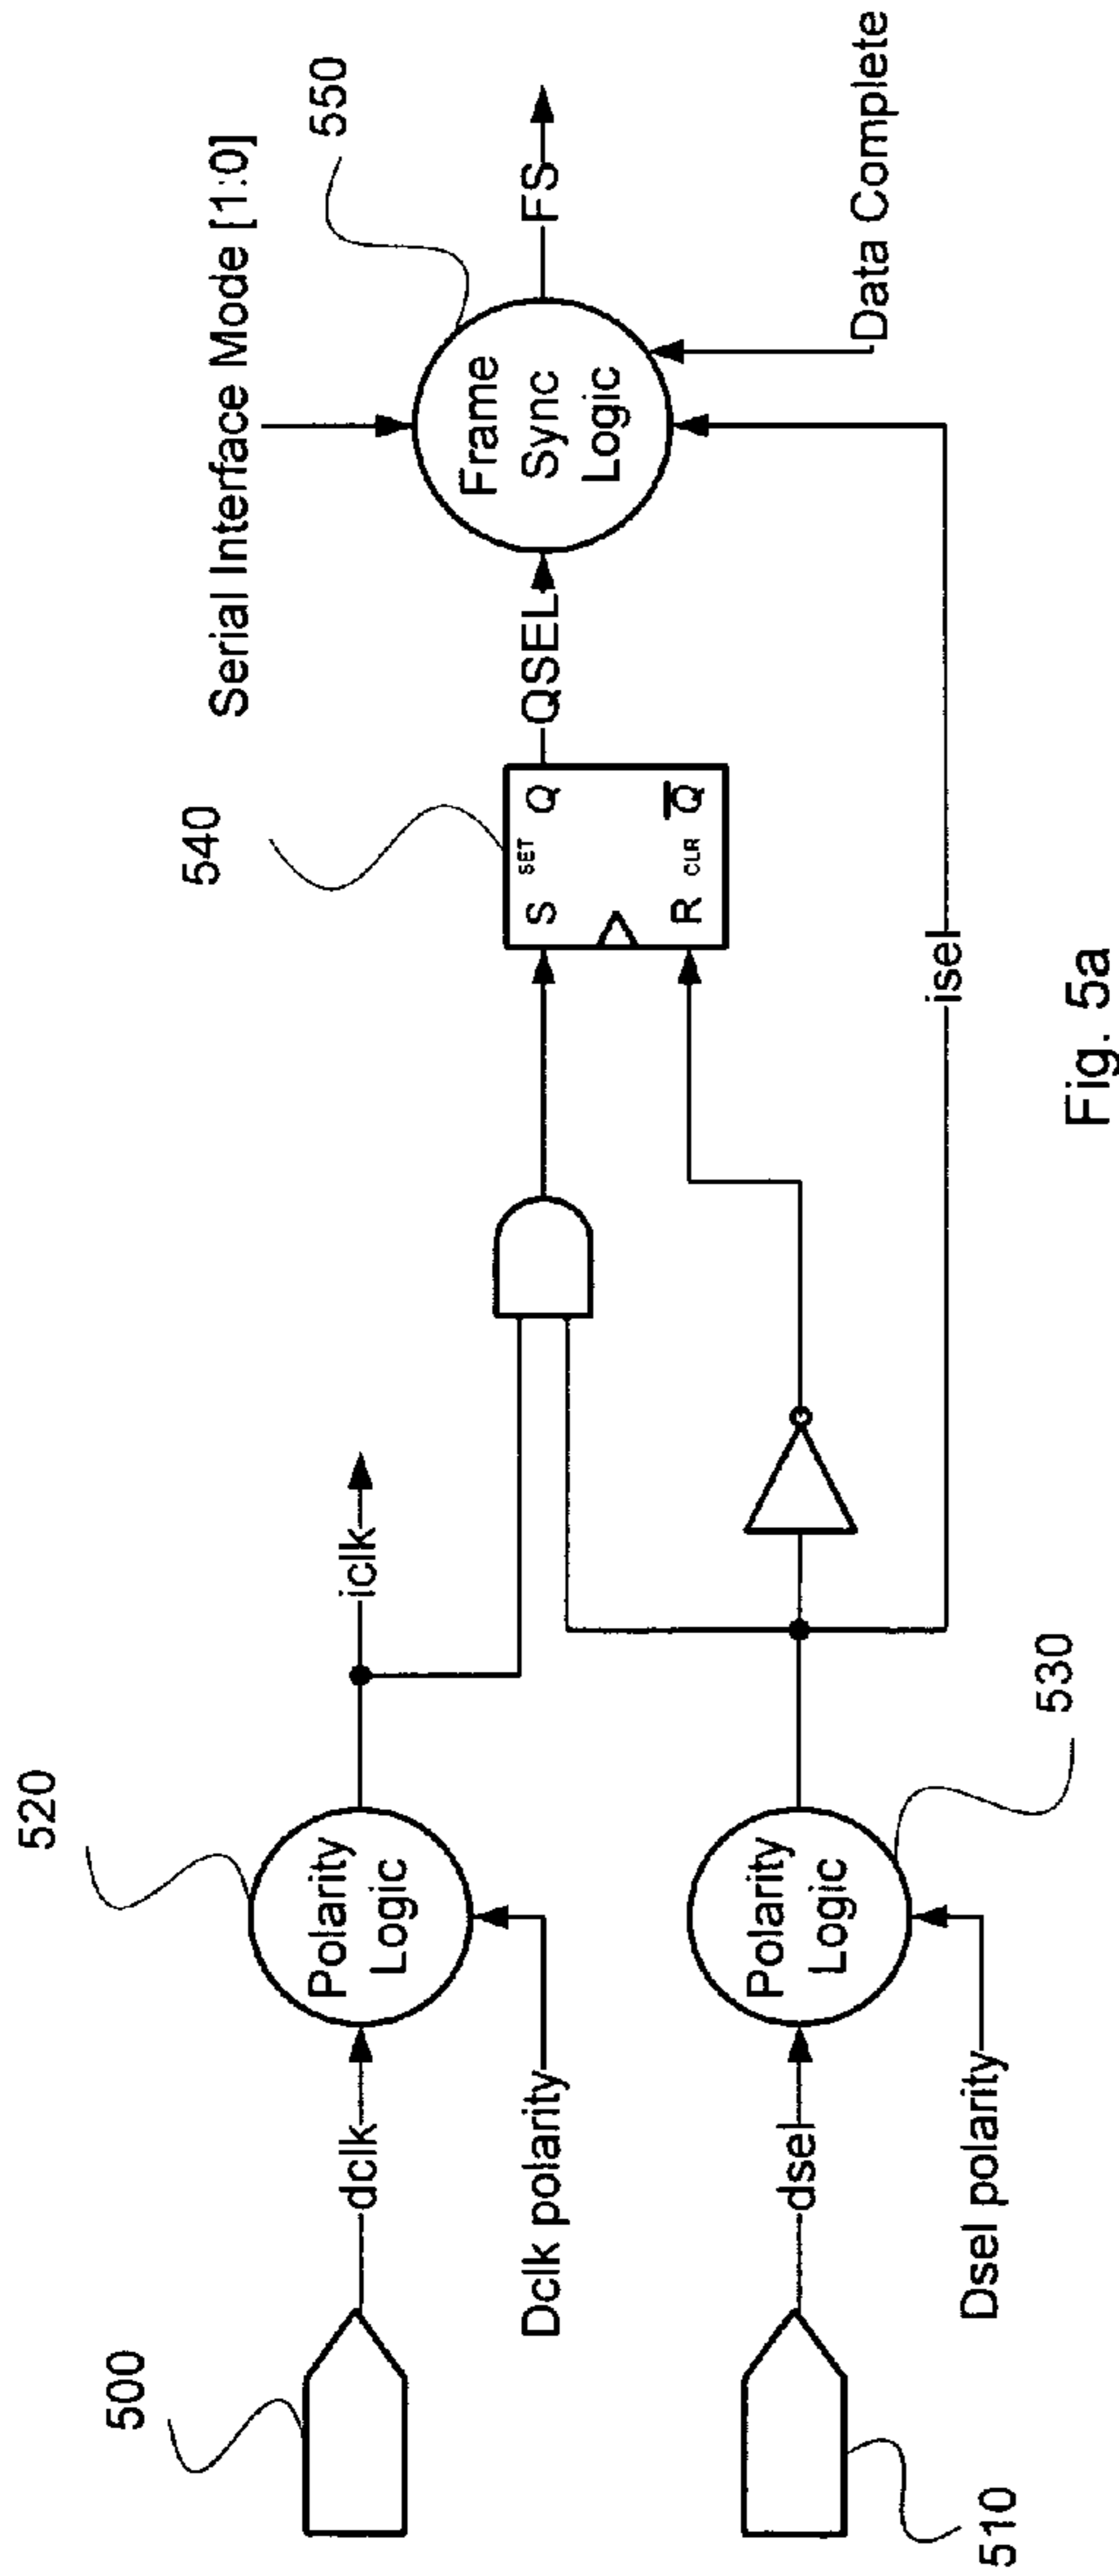 500
dclk
Dclk polarity
520
Polarity
Logic
iclk
510
dsel
Dsel polarity
530
Polarity
Logic
isel
540
S
SET
Q
R
CLR
Q̅
QSEL
Serial Interface Mode [1:0]
550
Frame
Sync
Logic
FS
Data Complete
Fig. 5a